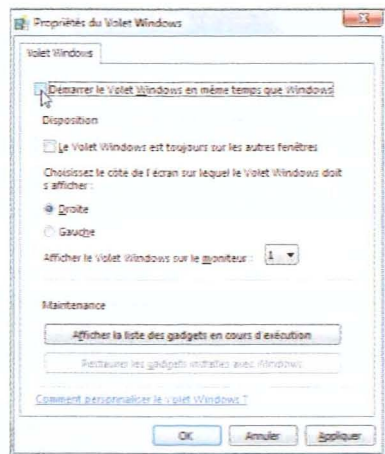 Propriétés du Volet Windows
Volet Windows
Démarrer le Volet Windows en même temps que Windows
Disposition
Le Volet Windows est toujours sur les autres fenêtres
Choisissez le côté de l'écran sur lequel le Volet Windows doit
s'afficher :
Droite
Gauche
Afficher le Volet Windows sur le moniteur : 1
Maintenance
Afficher la liste des gadgets en cours d'exécution
Restaurer les gadgets installés avec Windows
Comment personnaliser le Volet Windows ?
OK Annuler Appliquer